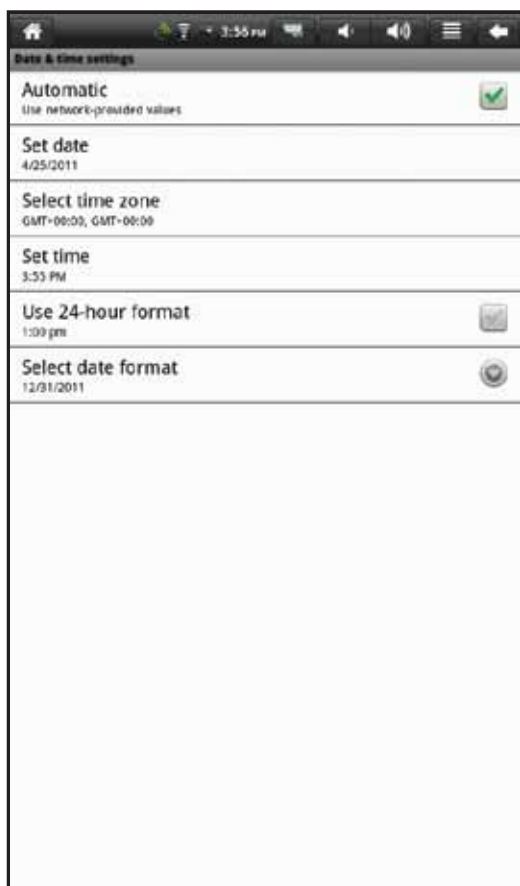 3:56 PM
Date & time settings
Automatic
Use network-provided values
Set date
4/25/2011
Select time zone
GMT+00:00, GMT+00:00
Set time
3:55 PM
Use 24-hour format
1:00 pm
Select date format
12/31/2011